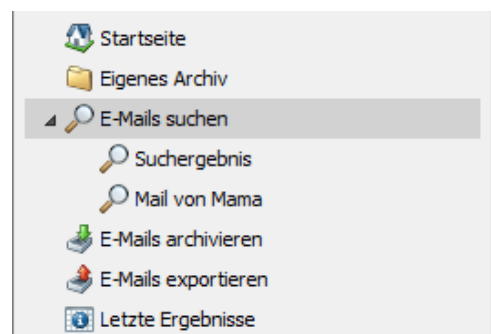 Startseite
Eigenes Archiv
E-Mails suchen
Suchergebnis
Mail von Mama
E-Mails archivieren
E-Mails exportieren
Letzte Ergebnisse